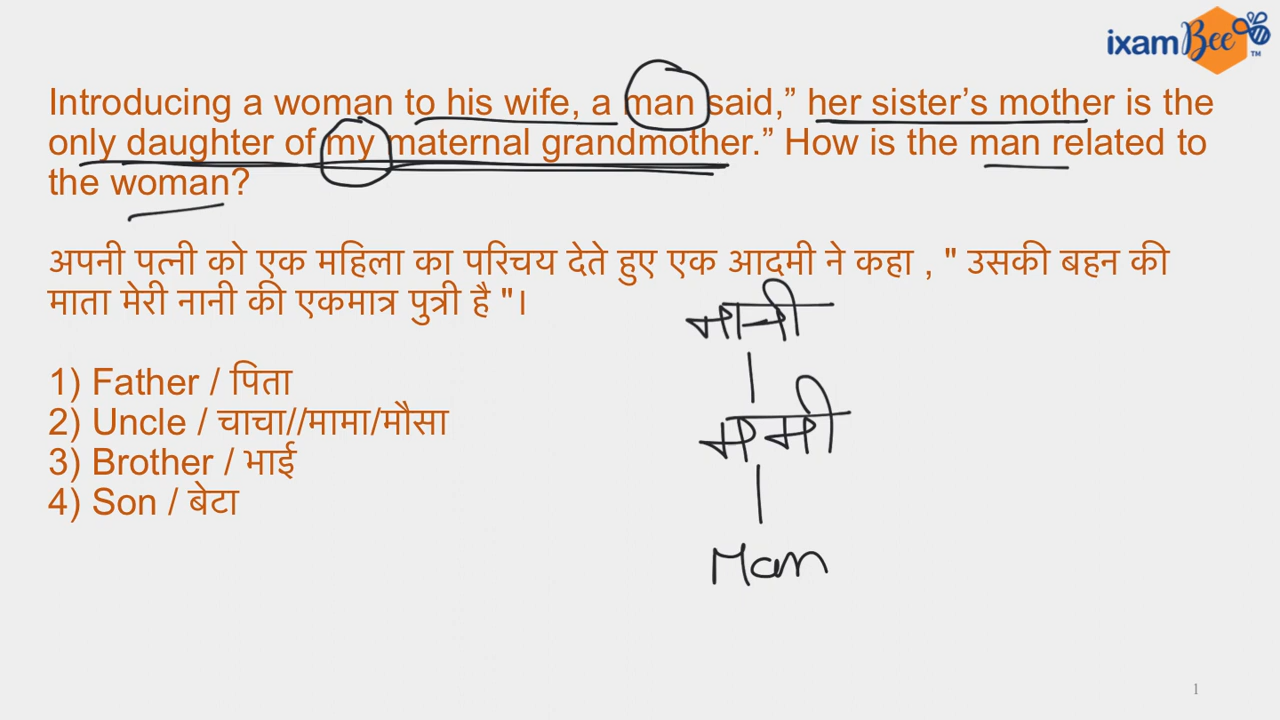 ixamBee
TM
Introducing a woman to his wife, a man said,” her sister’s mother is the
only daughter of my maternal grandmother.” How is the man related to
the woman?
अपनी पत्नी को एक महिला का परिचय देते हुए एक आदमी ने कहा , " उसकी बहन की
माता मेरी नानी की एकमात्र पुत्री है "।
नानी
1) Father / पिता
2) Uncle / चाचा//मामा/मौसा
मम्मी
3) Brother / भाई
4) Son / बेटा
Man
1